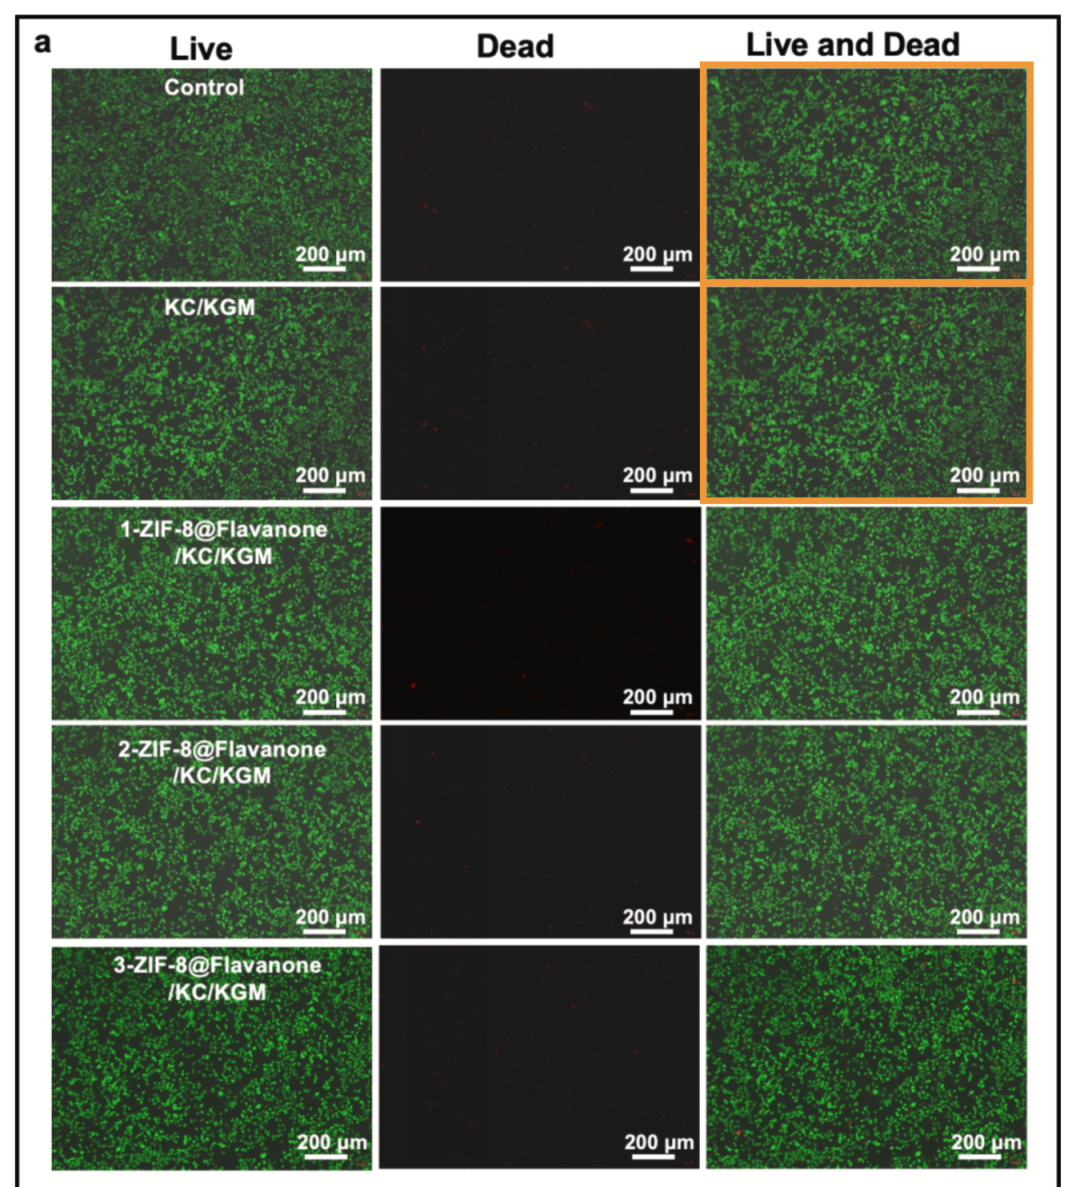 a
Live
Dead
Live and Dead
Control
200 μm
200 μm
200 μm
KC/KGM
200 μm
200 μm
200 μm
1-ZIF-8@Flavanone
/KC/KGM
200 μm
200 μm
200 μm
2-ZIF-8@Flavanone
/KC/KGM
200 μm
200 μm
200 μm
3-ZIF-8@Flavanone
/KC/KGM
200 μm
200 μm
200 μm